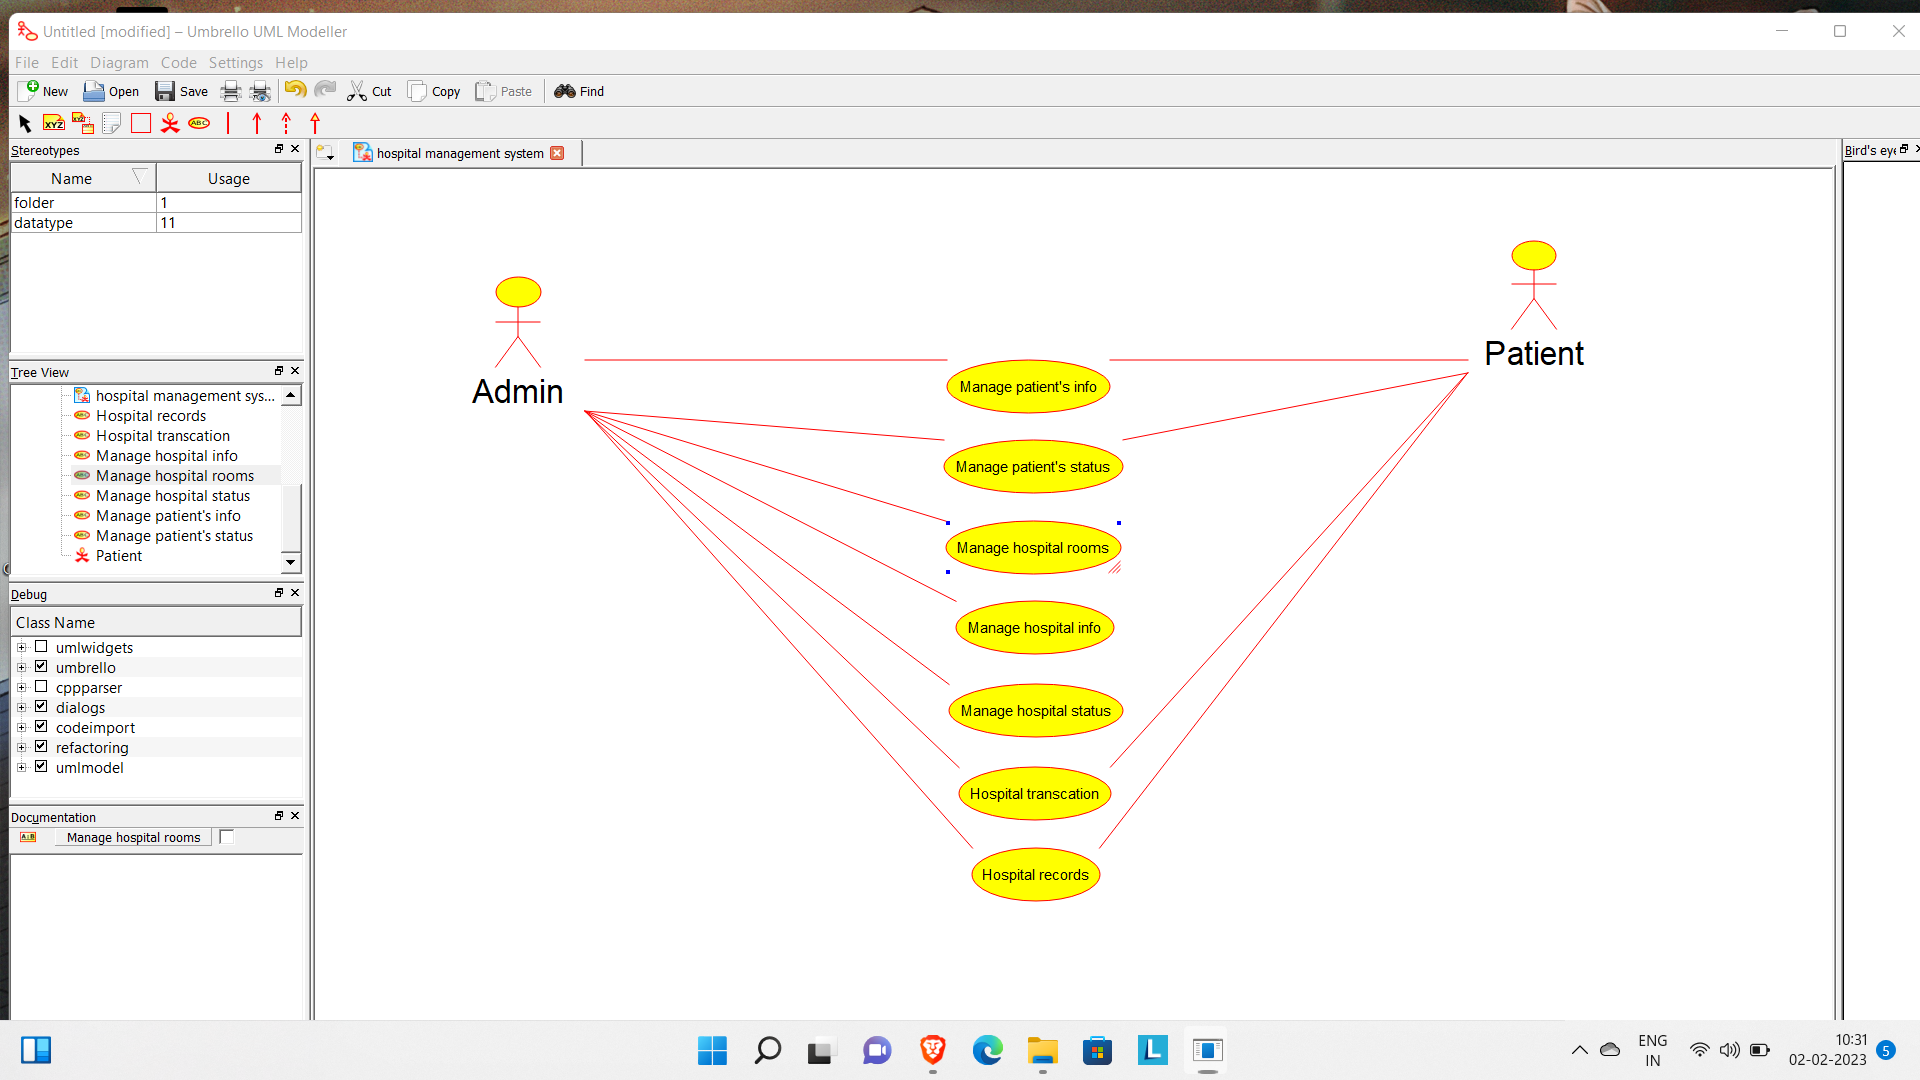 Untitled [modified] – Umbrello UML Modeller
File Edit Diagram Code Settings Help
New Open Save Cut Copy Paste Find
XYZ ABC
Stereotypes
hospital management system
Bird's eye
Name Usage
folder 1
datatype 11
Tree View
hospital management sys...
Hospital records
Hospital transcation
Manage hospital info
Manage hospital rooms
Manage hospital status
Manage patient's info
Manage patient's status
Patient
Debug
Class Name
umlwidgets
umbrello
cppparser
dialogs
codeimport
refactoring
umlmodel
Documentation
Manage hospital rooms
Admin
Patient
Manage patient's info
Manage patient's status
Manage hospital rooms
Manage hospital info
Manage hospital status
Hospital transcation
Hospital records
ENG
IN
10:31
02-02-2023
5